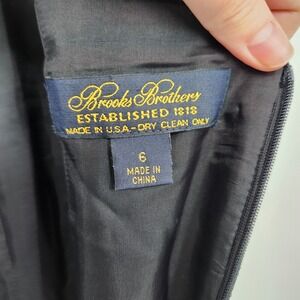 Brooks Brothers
ESTABLISHED 1818
MADE IN U.S.A.-DRY CLEAN ONLY
6
MADE IN
CHINA